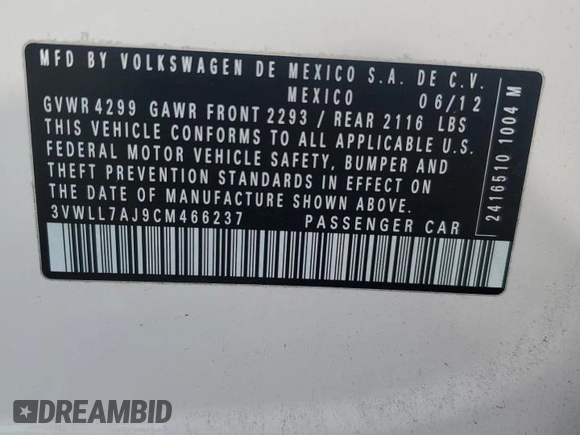 MFD BY VOLKSWAGEN DE MEXICO S.A. DE C.V.
MEXICO 06/12
GVWR 4299 GAWR FRONT 2293 / REAR 2116 LBS
THIS VEHICLE CONFORMS TO ALL APPLICABLE U.S.
FEDERAL MOTOR VEHICLE SAFETY, BUMPER AND
THEFT PREVENTION STANDARDS IN EFFECT ON
THE DATE OF MANUFACTURE SHOWN ABOVE.
3VWLL7AJ9CM466237 PASSENGER CAR
2416510 1004 M
DREAMBID